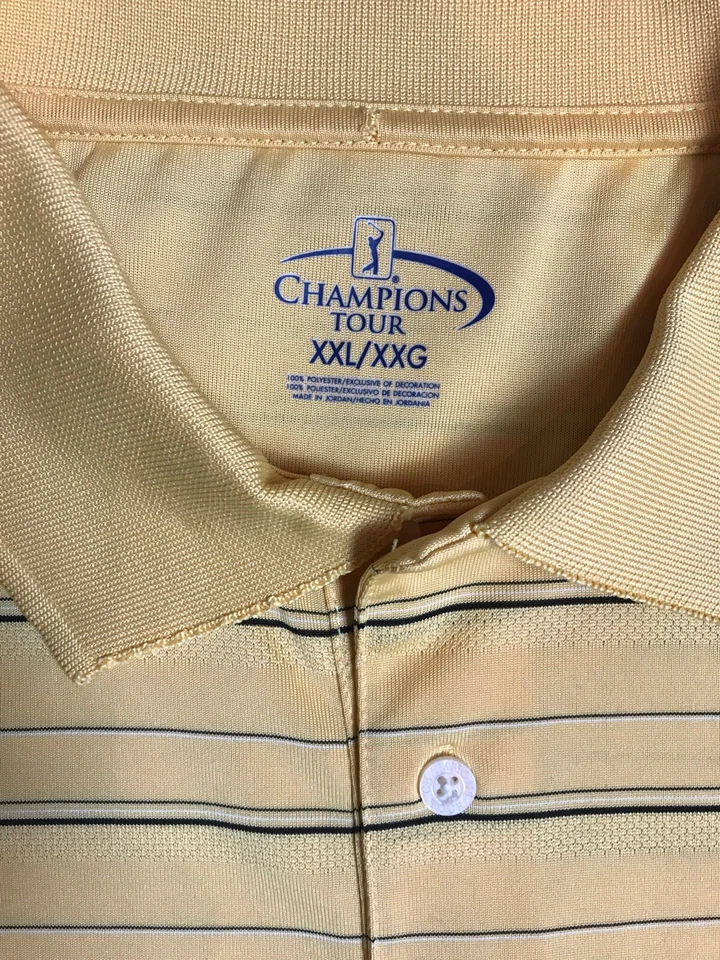 CHAMPIONS®
TOUR
XXL/XXG
100% POLYESTER/EXCLUSIVE OF DECORATION
100% POLIESTER/EXCLUSIVO DE DECORACION
MADE IN JORDAN/HECHO EN JORDANIA